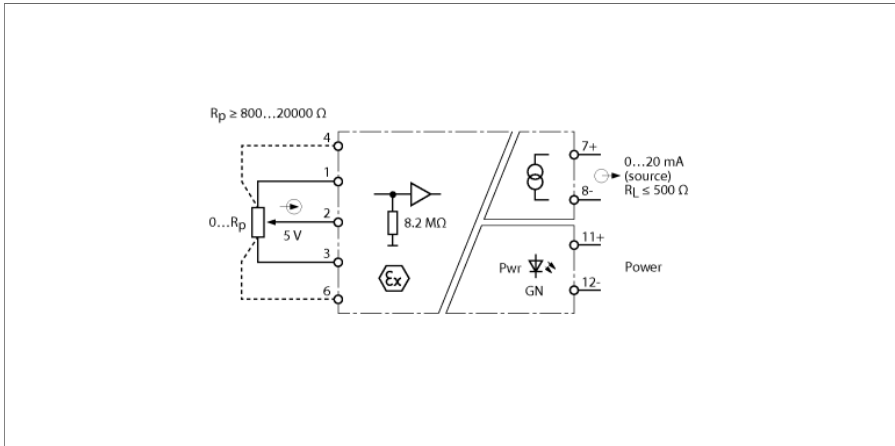 Rp ≥ 800...20000 Ω
4
1
2
3
6
0...Rp
5 V
8.2 MΩ
Ex
7+
8-
0...20 mA
(source)
RL ≤ 500 Ω
11+
Pwr
GN
12-
Power